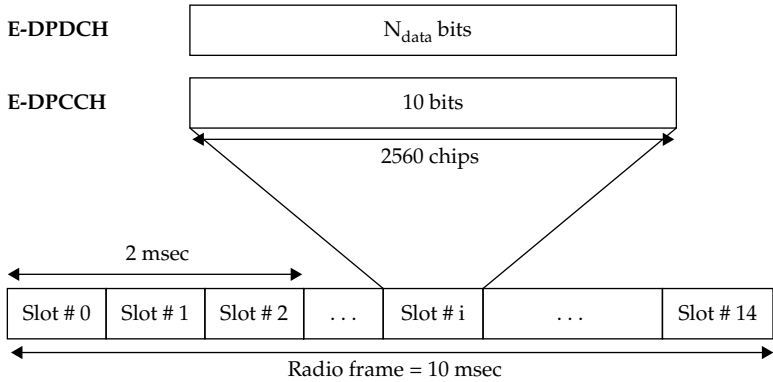 E-DPDCH
N_data bits
E-DPCCH
10 bits
2560 chips
2 msec
Slot # 0 Slot # 1 Slot # 2 . . . Slot # i . . . Slot # 14
Radio frame = 10 msec